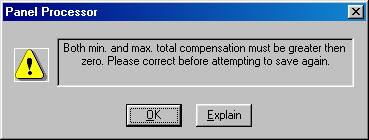 Panel Processor
Both min. and max. total compensation must be greater then
zero. Please correct before attempting to save again.
OK
Explain